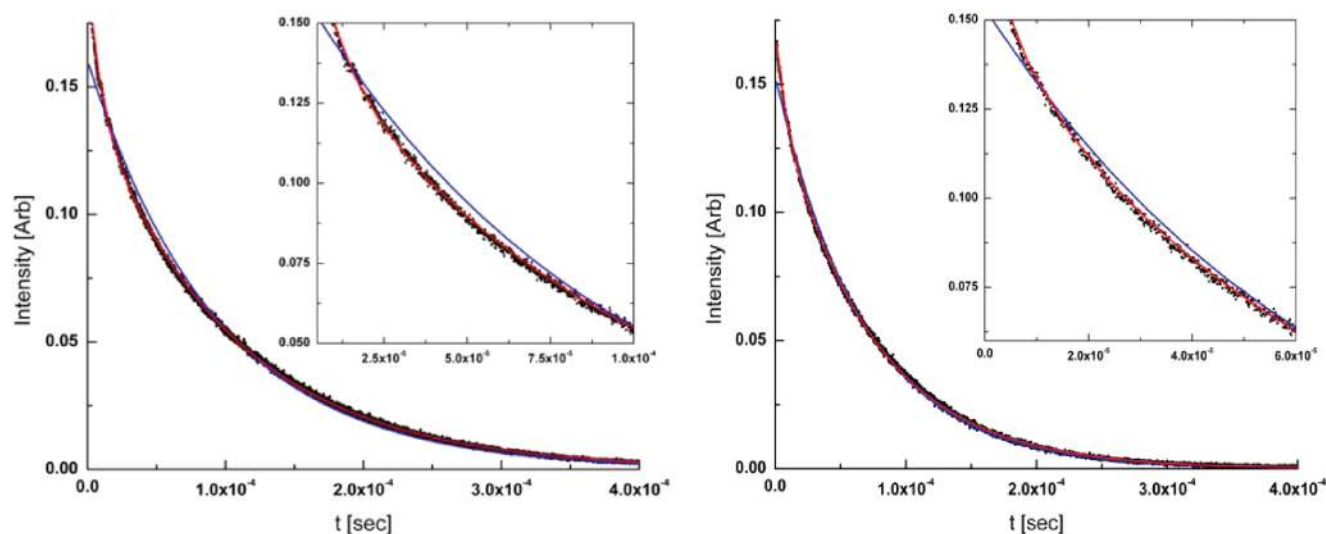 0.15
0.10
0.05
0.00
Intensity [Arb]
0.0
1.0x10⁻⁴
2.0x10⁻⁴
3.0x10⁻⁴
4.0x10⁻⁴
t [sec]
0.150
0.125
0.100
0.075
0.050
2.5x10⁻⁵
5.0x10⁻⁵
7.5x10⁻⁵
1.0x10⁻⁴
0.15
0.10
0.05
0.00
Intensity [Arb]
0.0
1.0x10⁻⁴
2.0x10⁻⁴
3.0x10⁻⁴
4.0x10⁻⁴
t [sec]
0.150
0.125
0.100
0.075
0.0
2.0x10⁻⁵
4.0x10⁻⁵
6.0x10⁻⁵